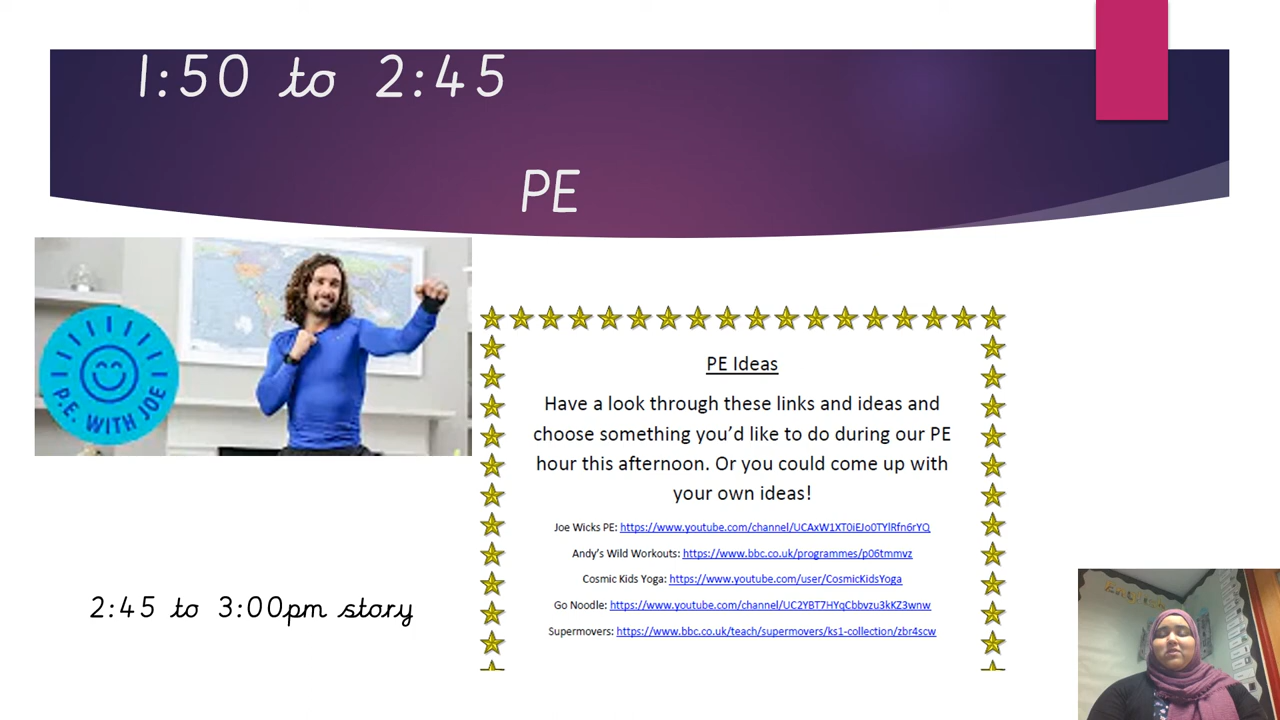 1:50 to 2:45
PE
P.E. WITH JOE
PE Ideas
Have a look through these links and ideas and
choose something you’d like to do during our PE
hour this afternoon. Or you could come up with
your own ideas!
Joe Wicks PE: https://www.youtube.com/channel/UCAxW1XT0iEJo0TYlRfn6rYQ
Andy’s Wild Workouts: https://www.bbc.co.uk/programmes/p06tmmvz
Cosmic Kids Yoga: https://www.youtube.com/user/CosmicKidsYoga
Go Noodle: https://www.youtube.com/channel/UC2YBT7HYqCbbvzu3kKZ3wnw
Supermovers: https://www.bbc.co.uk/teach/supermovers/ks1-collection/zbr4scw
2:45 to 3:00pm story
English